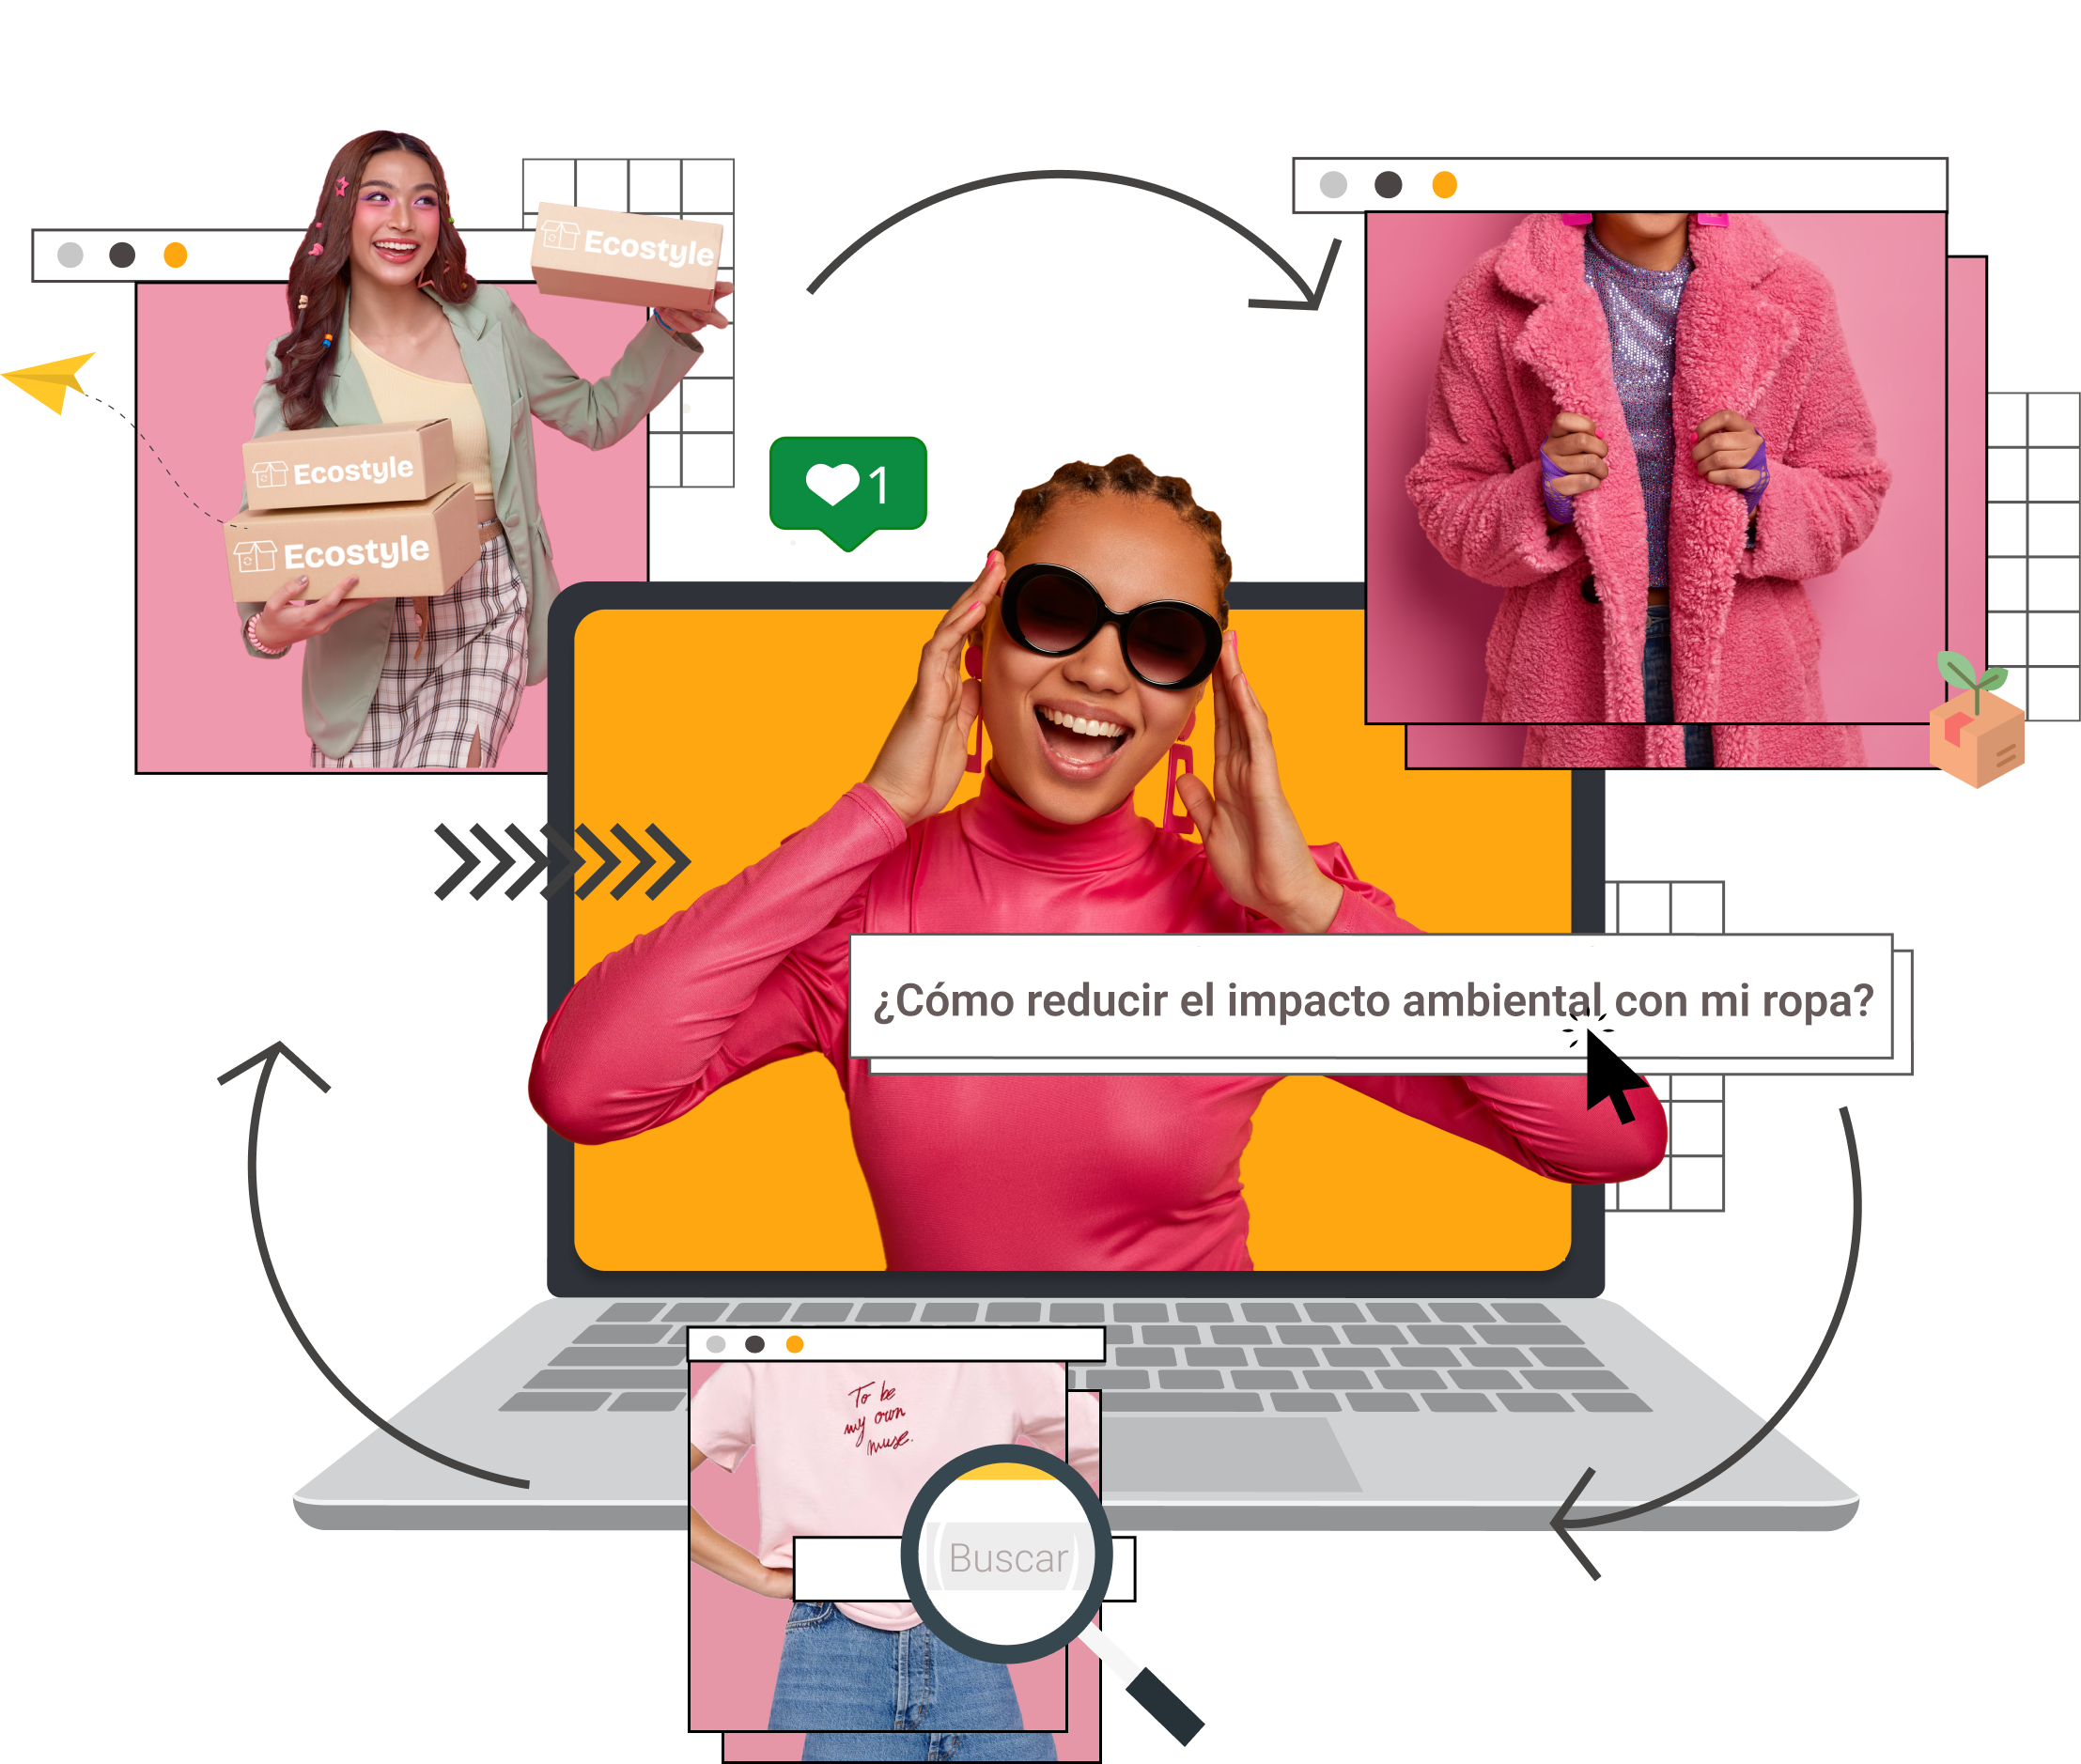 Ecostyle
Ecostyle
Ecostyle
1
¿Cómo reducir el impacto ambiental con mi ropa?
To be
my own
muse.
Buscar